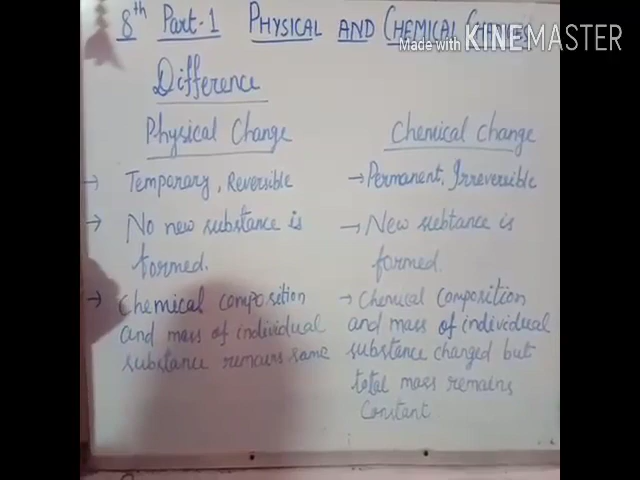 8th Part-1 PHYSICAL AND CHEMICAL
Made with KINEMASTER
Difference
Physical Change
→ Temporary, Reversible
→ No new substance is
formed.
→ Chemical composition
and mass of individual
substance remains same
Chemical change
→ Permanent, Irreversible
→ New subtance is
formed.
→ Chemical composition
and mass of individual
substance changed but
total mass remains
Constant.